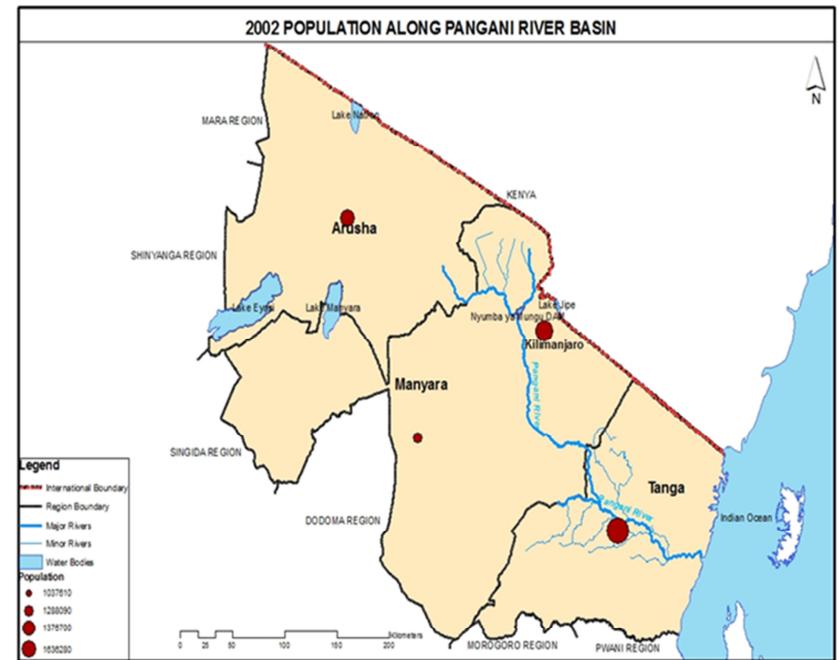 2002 POPULATION ALONG PANGANI RIVER BASIN
N
Lake Natron
MARA REGION
KENYA
Arusha
SHINYANGA REGION
Lake Eyasi
Lake Manyara
Lake Jipe
Nyumba ya Mungu DAM
Kilimanjaro
Manyara
Pangani River
SINGIDA REGION
Tanga
Pangani River
Indian Ocean
DODOMA REGION
MOROGORO REGION
PWANI REGION
Legend
International Boundary
Region Boundary
Major Rivers
Minor Rivers
Water Bodies
Population
1037610
1288090
1376700
1636280
0 25 50 100 150 200
Kilometers